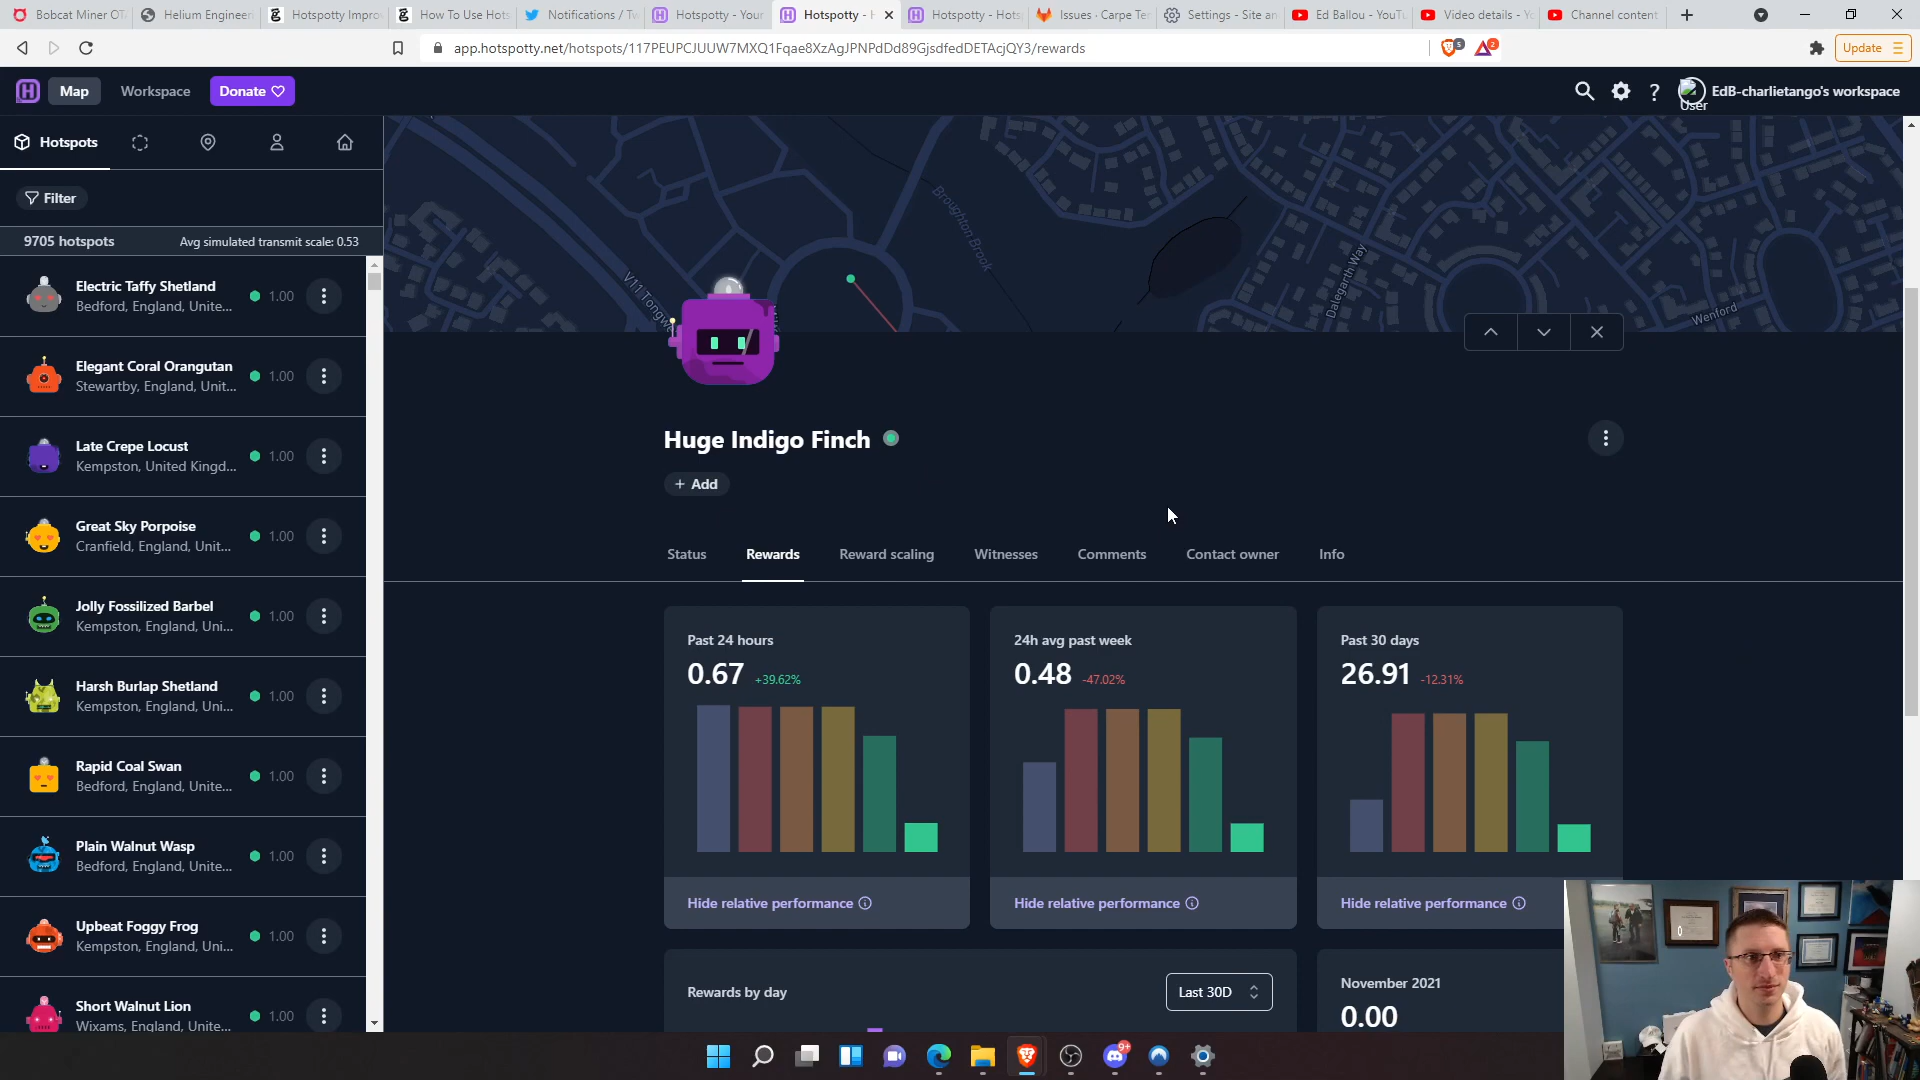 Bobcat Miner OT
Helium Engineeri
Hotspotty Impro
How To Use Hots
Notifications / Tw
Hotspotty - Your
Hotspotty - H
Hotspotty - Hots
Issues · Carpe Te
Settings - Site an
Ed Ballou - YouTu
Video details - Yo
Channel content
app.hotspotty.net/hotspots/117PEUPCJUUW7MXQ1Fqae8XzAgJPNPdDd89GjsdfedDETAcjQY3/rewards
5
2
Update
Map
Workspace
Donate
?
User
EdB-charlietango's workspace
Hotspots
Filter
9705 hotspots
Avg simulated transmit scale: 0.53
Electric Taffy Shetland
Bedford, England, Unite...
1.00
Elegant Coral Orangutan
Stewartby, England, Unit...
1.00
Late Crepe Locust
Kempston, United Kingd...
1.00
Great Sky Porpoise
Cranfield, England, Unit...
1.00
Jolly Fossilized Barbel
Kempston, England, Uni...
1.00
Harsh Burlap Shetland
Kempston, England, Uni...
1.00
Rapid Coal Swan
Bedford, England, Unite...
1.00
Plain Walnut Wasp
Bedford, England, Unite...
1.00
Upbeat Foggy Frog
Kempston, England, Uni...
1.00
Short Walnut Lion
Wixams, England, Unite...
1.00
V11 Tongwe
Broughton Brook
Dalegarth Way
Wenford
Huge Indigo Finch
+ Add
Status
Rewards
Reward scaling
Witnesses
Comments
Contact owner
Info
Past 24 hours
0.67 +39.62%
Hide relative performance
24h avg past week
0.48 -47.02%
Hide relative performance
Past 30 days
26.91 -12.31%
Hide relative performance
Rewards by day
Last 30D
November 2021
0.00
9+